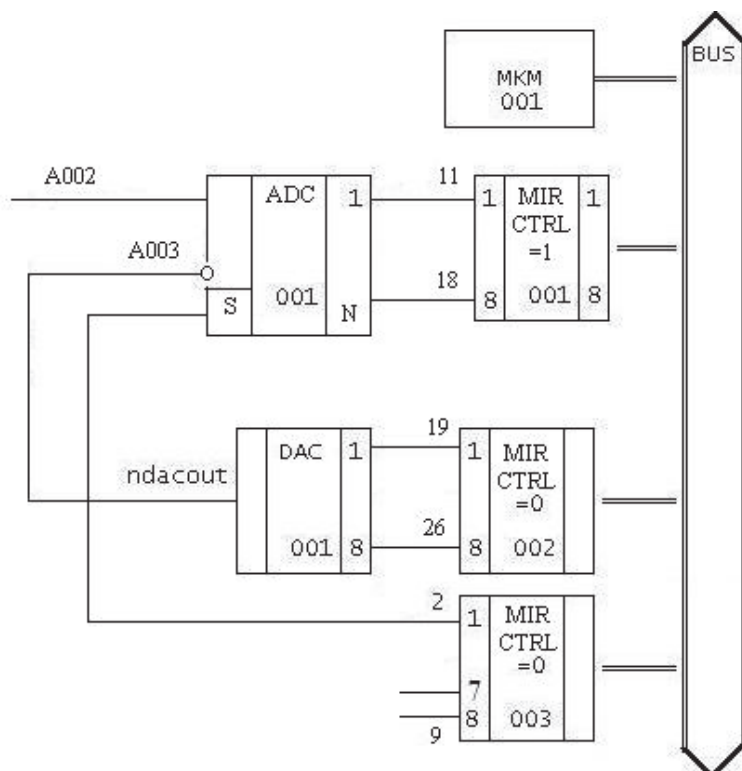 BUS
MKM
001
A002
ADC
1
11
1
MIR
CTRL
=1
1
A003
S
001
N
18
8
001
8
ndacout
DAC
1
19
1
MIR
CTRL
=0
001
8
26
8
002
2
1
MIR
CTRL
=0
7
8
003
9